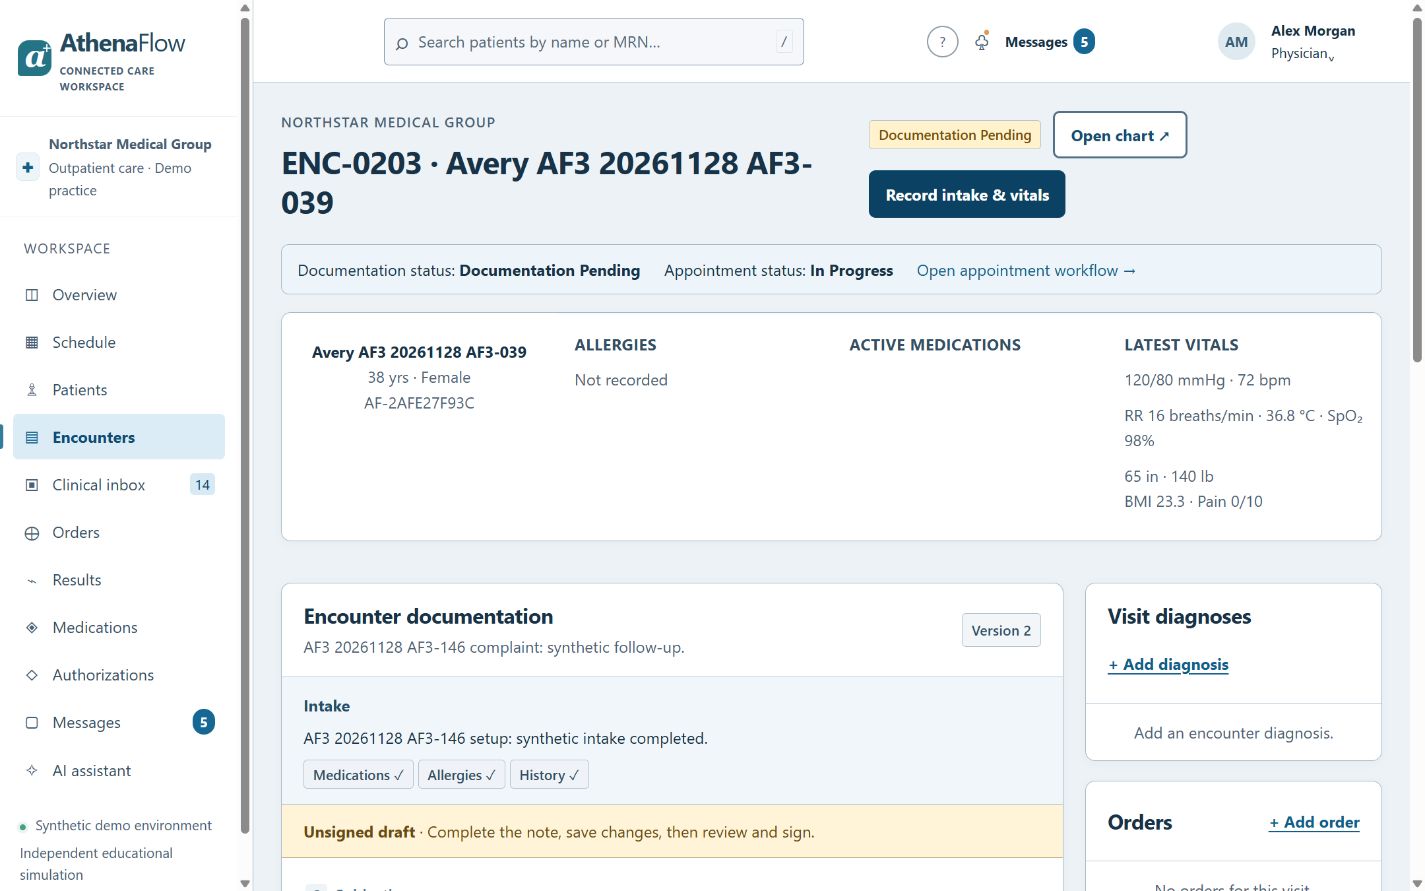 AthenaFlow
CONNECTED CARE
WORKSPACE
Northstar Medical Group
Outpatient care · Demo
practice
WORKSPACE
Overview
Schedule
Patients
Encounters
Clinical inbox 14
Orders
Results
Medications
Authorizations
Messages 5
AI assistant
Synthetic demo environment
Independent educational
simulation
Search patients by name or MRN... /
? Messages 5
AM Alex Morgan
Physician
NORTHSTAR MEDICAL GROUP
ENC-0203 · Avery AF3 20261128 AF3-
039
Documentation Pending Open chart ↗
Record intake & vitals
Documentation status: Documentation Pending Appointment status: In Progress Open appointment workflow →
Avery AF3 20261128 AF3-039
38 yrs · Female
AF-2AFE27F93C
ALLERGIES
Not recorded
ACTIVE MEDICATIONS
LATEST VITALS
120/80 mmHg · 72 bpm
RR 16 breaths/min · 36.8 °C · SpO₂
98%
65 in · 140 lb
BMI 23.3 · Pain 0/10
Encounter documentation
AF3 20261128 AF3-146 complaint: synthetic follow-up.
Version 2
Intake
AF3 20261128 AF3-146 setup: synthetic intake completed.
Medications ✓ Allergies ✓ History ✓
Unsigned draft · Complete the note, save changes, then review and sign.
Visit diagnoses
+ Add diagnosis
Add an encounter diagnosis.
Orders + Add order
No orders for this visit